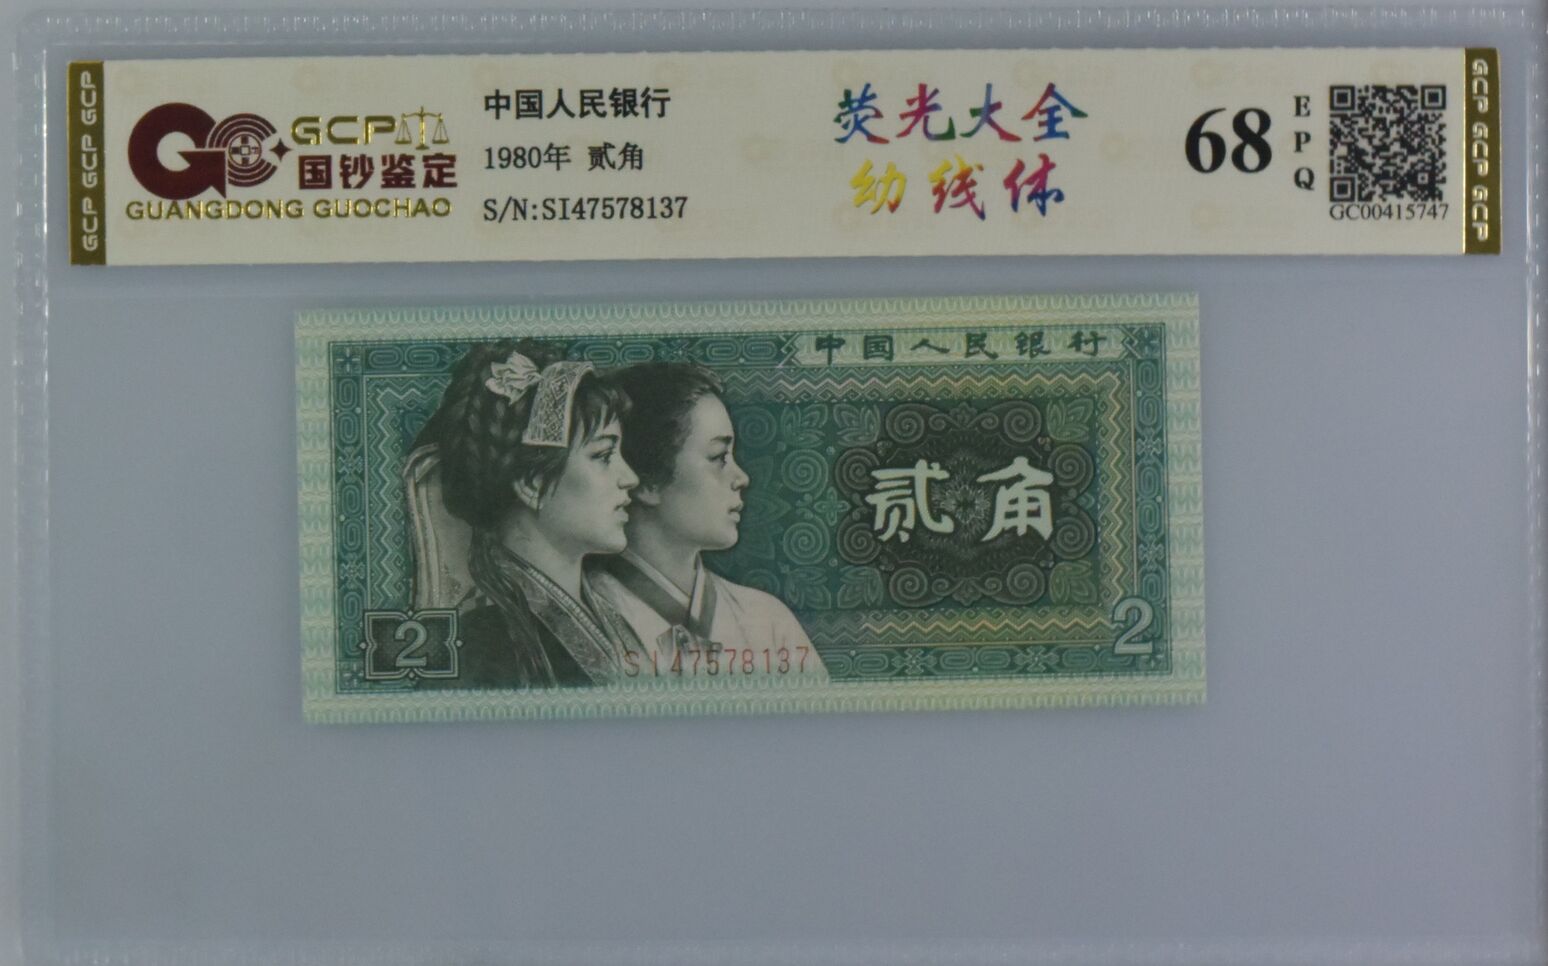 GCP GCP GCP
GCP
国钞鉴定
GUANGDONG GUOCHAO
中国人民银行
1980年 贰角
S/N:SI47578137
荧光大全
幼线体
68
EPQ
GC00415747
GCP GCP GCP
中国人民银行
贰角
2
2
SI47578137